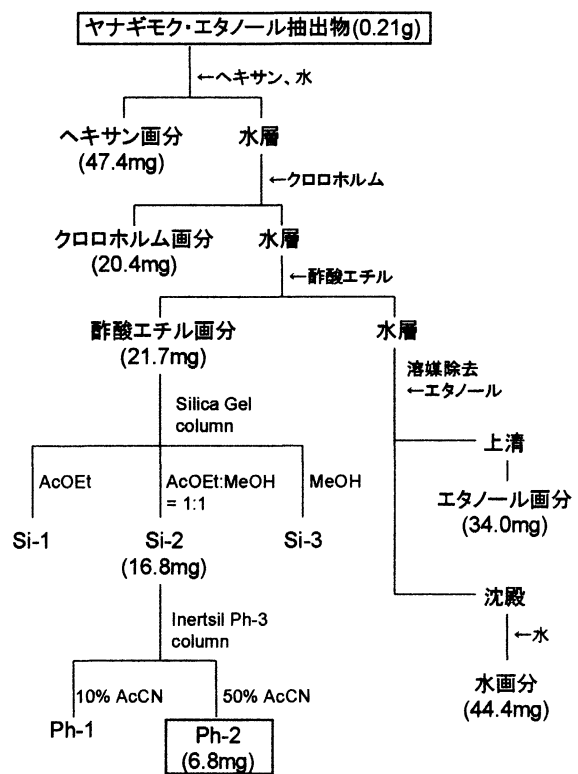 ヤナギモク・エタノール抽出物(0.21g)
←ヘキサン、水
ヘキサン画分
(47.4mg)
水層
←クロロホルム
クロロホルム画分
(20.4mg)
水層
←酢酸エチル
酢酸エチル画分
(21.7mg)
水層
溶媒除去
←エタノール
Silica Gel
column
上清
AcOEt
AcOEt:MeOH
= 1:1
MeOH
エタノール画分
(34.0mg)
Si-1
Si-2
(16.8mg)
Si-3
沈殿
Inertsil Ph-3
column
←水
水画分
(44.4mg)
10% AcCN
50% AcCN
Ph-1
Ph-2
(6.8mg)